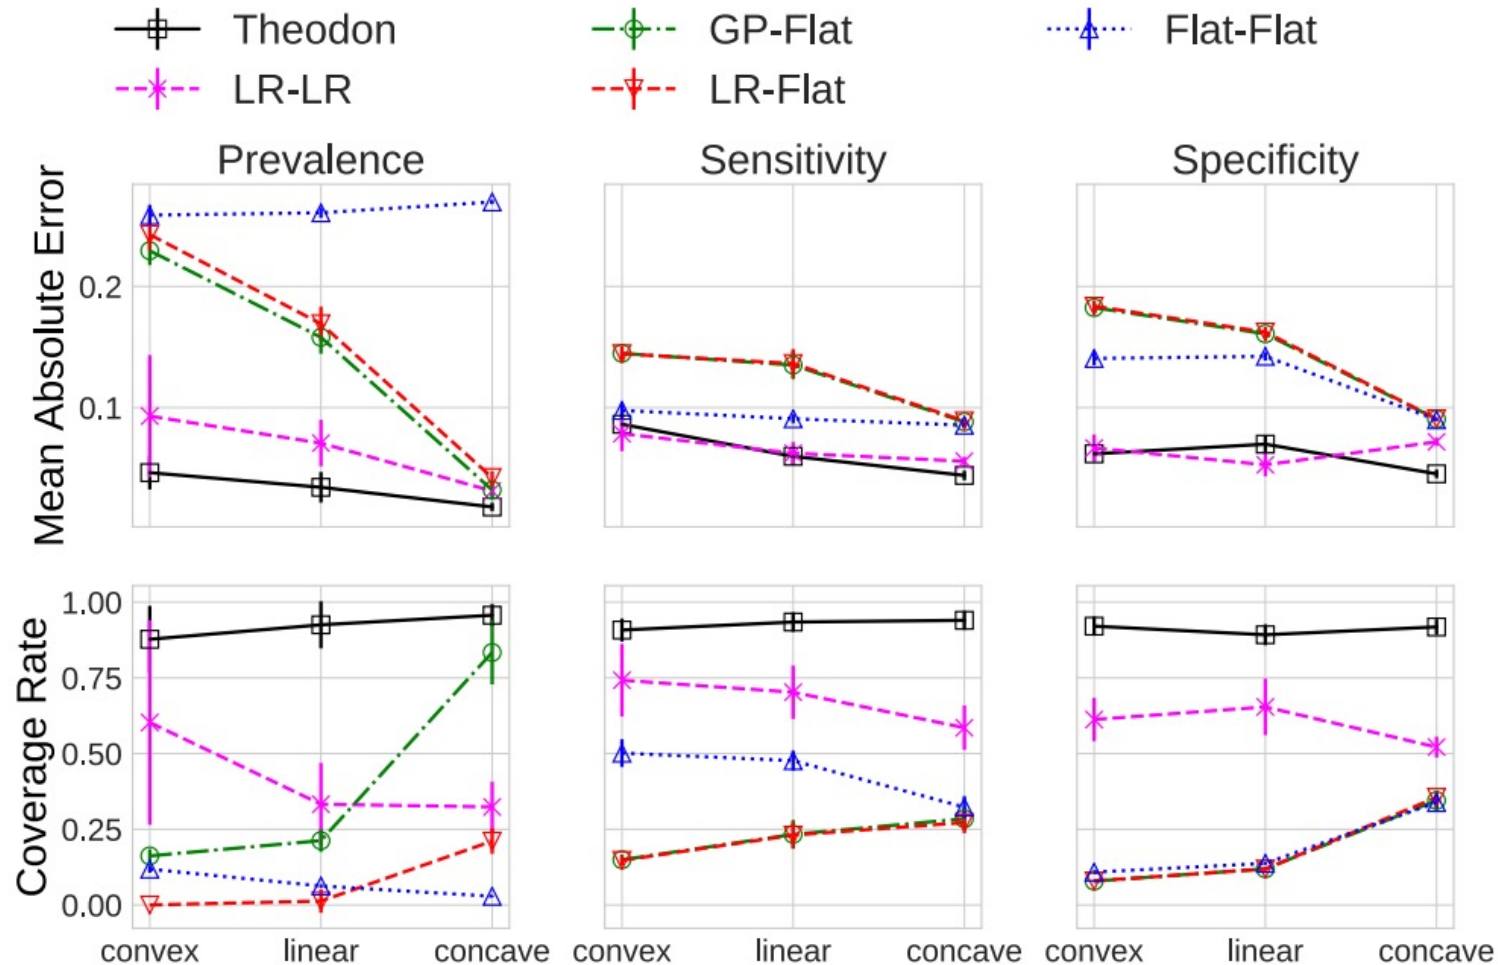 Theodon GP-Flat Flat-Flat
LR-LR LR-Flat
Prevalence Sensitivity Specificity
Mean Absolute Error
0.2
0.1
Coverage Rate
1.00
0.75
0.50
0.25
0.00
convex linear concave convex linear concave convex linear concave